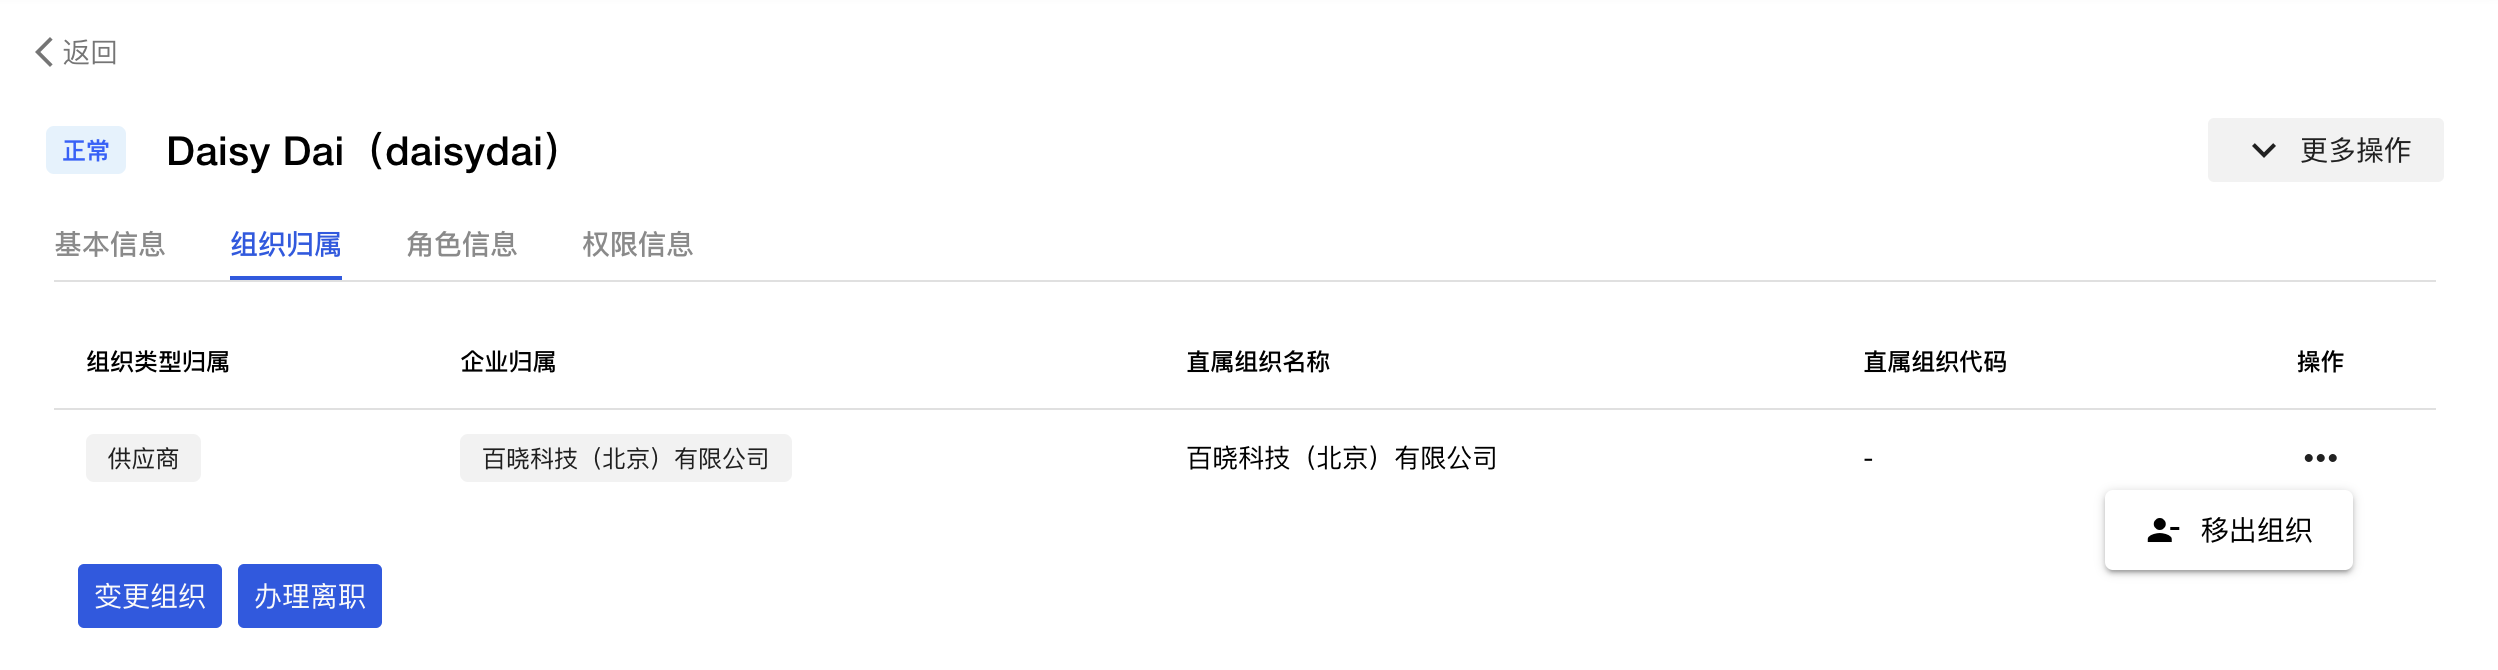 返回
正常 Daisy Dai（daisydai） 更多操作
基本信息 组织归属 角色信息 权限信息
组织类型归属 企业归属 直属组织名称 直属组织代码 操作
供应商 百晓科技（北京）有限公司 百晓科技（北京）有限公司 -
移出组织
变更组织 办理离职